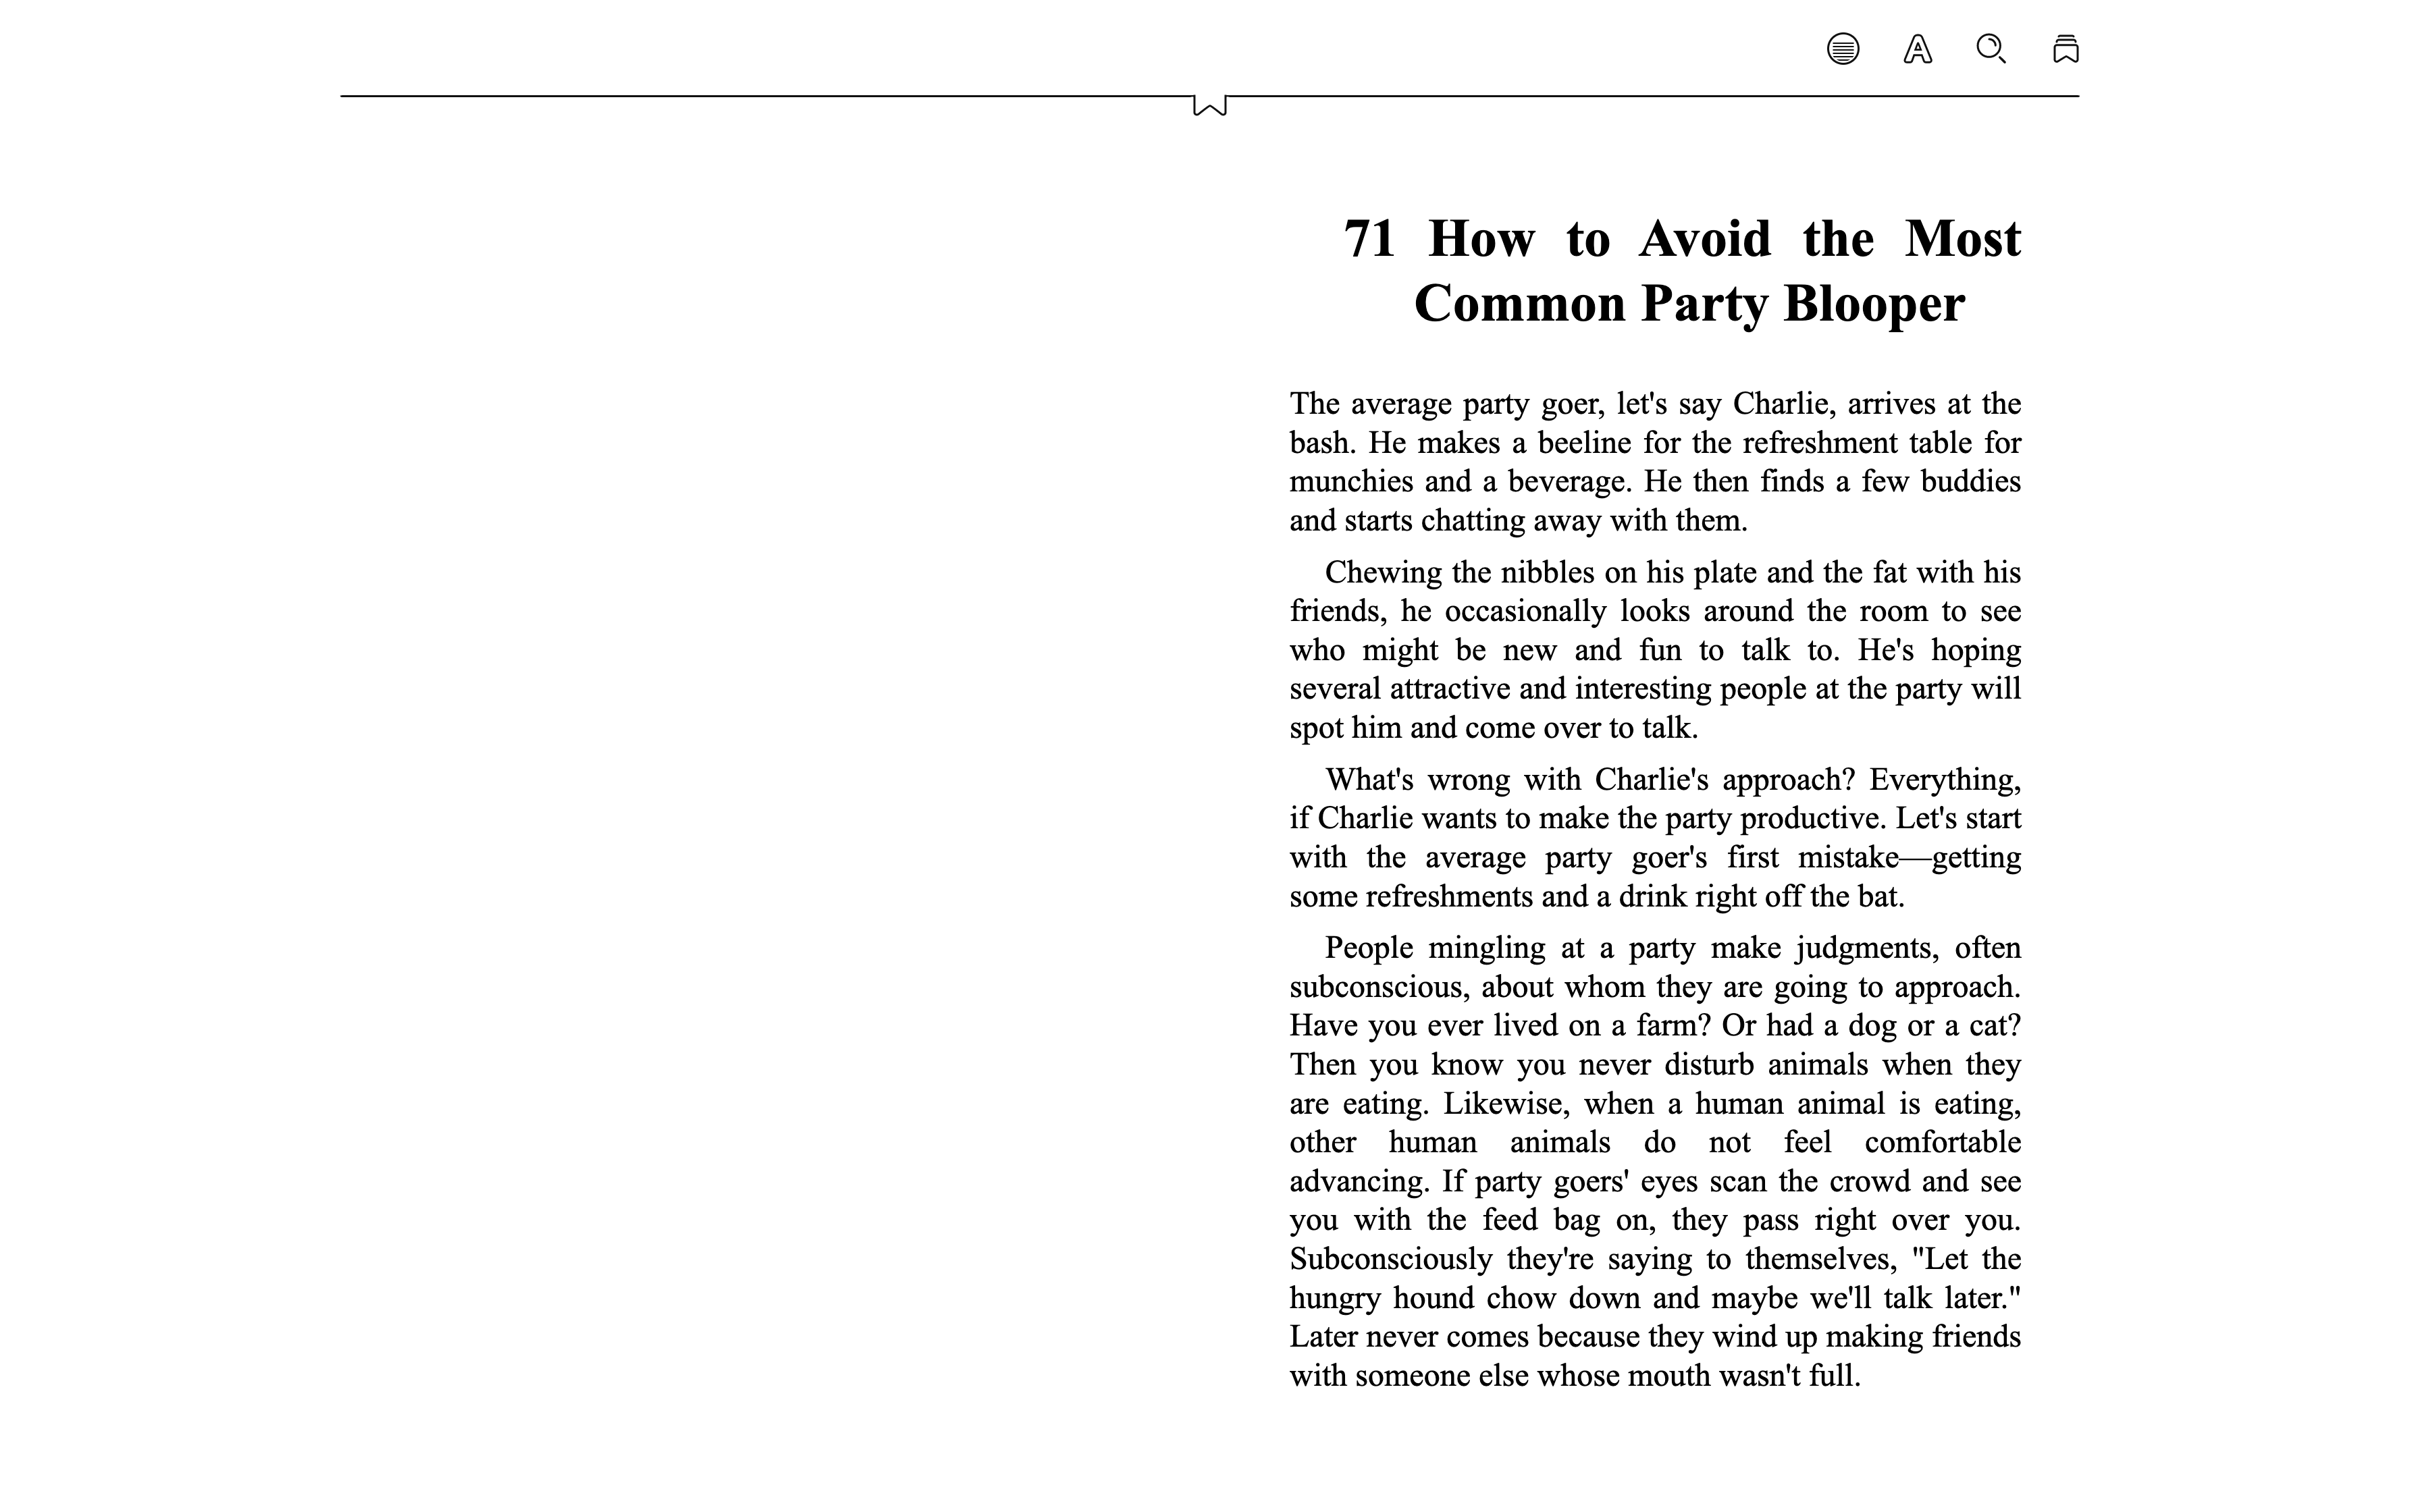 71 How to Avoid the Most
Common Party Blooper
The average party goer, let's say Charlie, arrives at the
bash. He makes a beeline for the refreshment table for
munchies and a beverage. He then finds a few buddies
and starts chatting away with them.
Chewing the nibbles on his plate and the fat with his
friends, he occasionally looks around the room to see
who might be new and fun to talk to. He's hoping
several attractive and interesting people at the party will
spot him and come over to talk.
What's wrong with Charlie's approach? Everything,
if Charlie wants to make the party productive. Let's start
with the average party goer's first mistake—getting
some refreshments and a drink right off the bat.
People mingling at a party make judgments, often
subconscious, about whom they are going to approach.
Have you ever lived on a farm? Or had a dog or a cat?
Then you know you never disturb animals when they
are eating. Likewise, when a human animal is eating,
other human animals do not feel comfortable
advancing. If party goers' eyes scan the crowd and see
you with the feed bag on, they pass right over you.
Subconsciously they're saying to themselves, "Let the
hungry hound chow down and maybe we'll talk later."
Later never comes because they wind up making friends
with someone else whose mouth wasn't full.